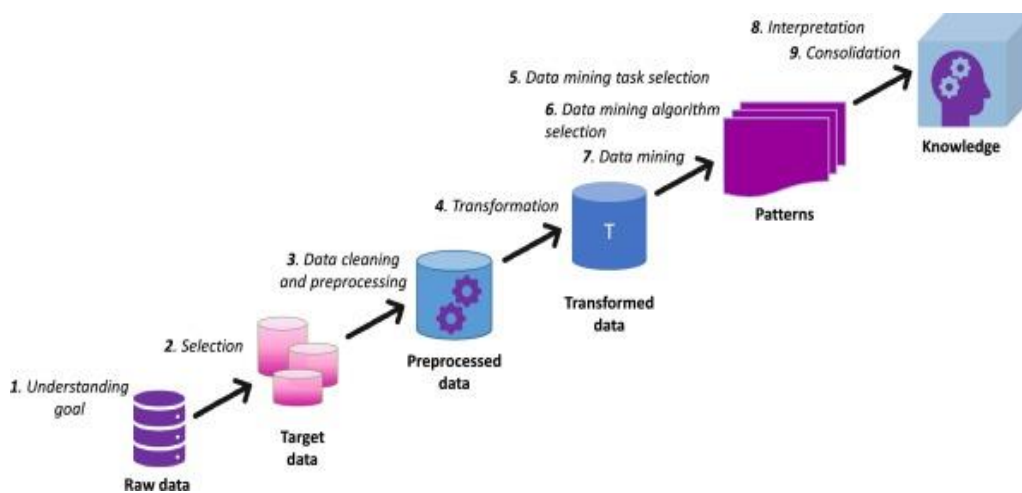 1. Understanding
goal
Raw data
2. Selection
Target
data
3. Data cleaning
and preprocessing
Preprocessed
data
4. Transformation
T
Transformed
data
5. Data mining task selection
6. Data mining algorithm
selection
7. Data mining
Patterns
8. Interpretation
9. Consolidation
Knowledge